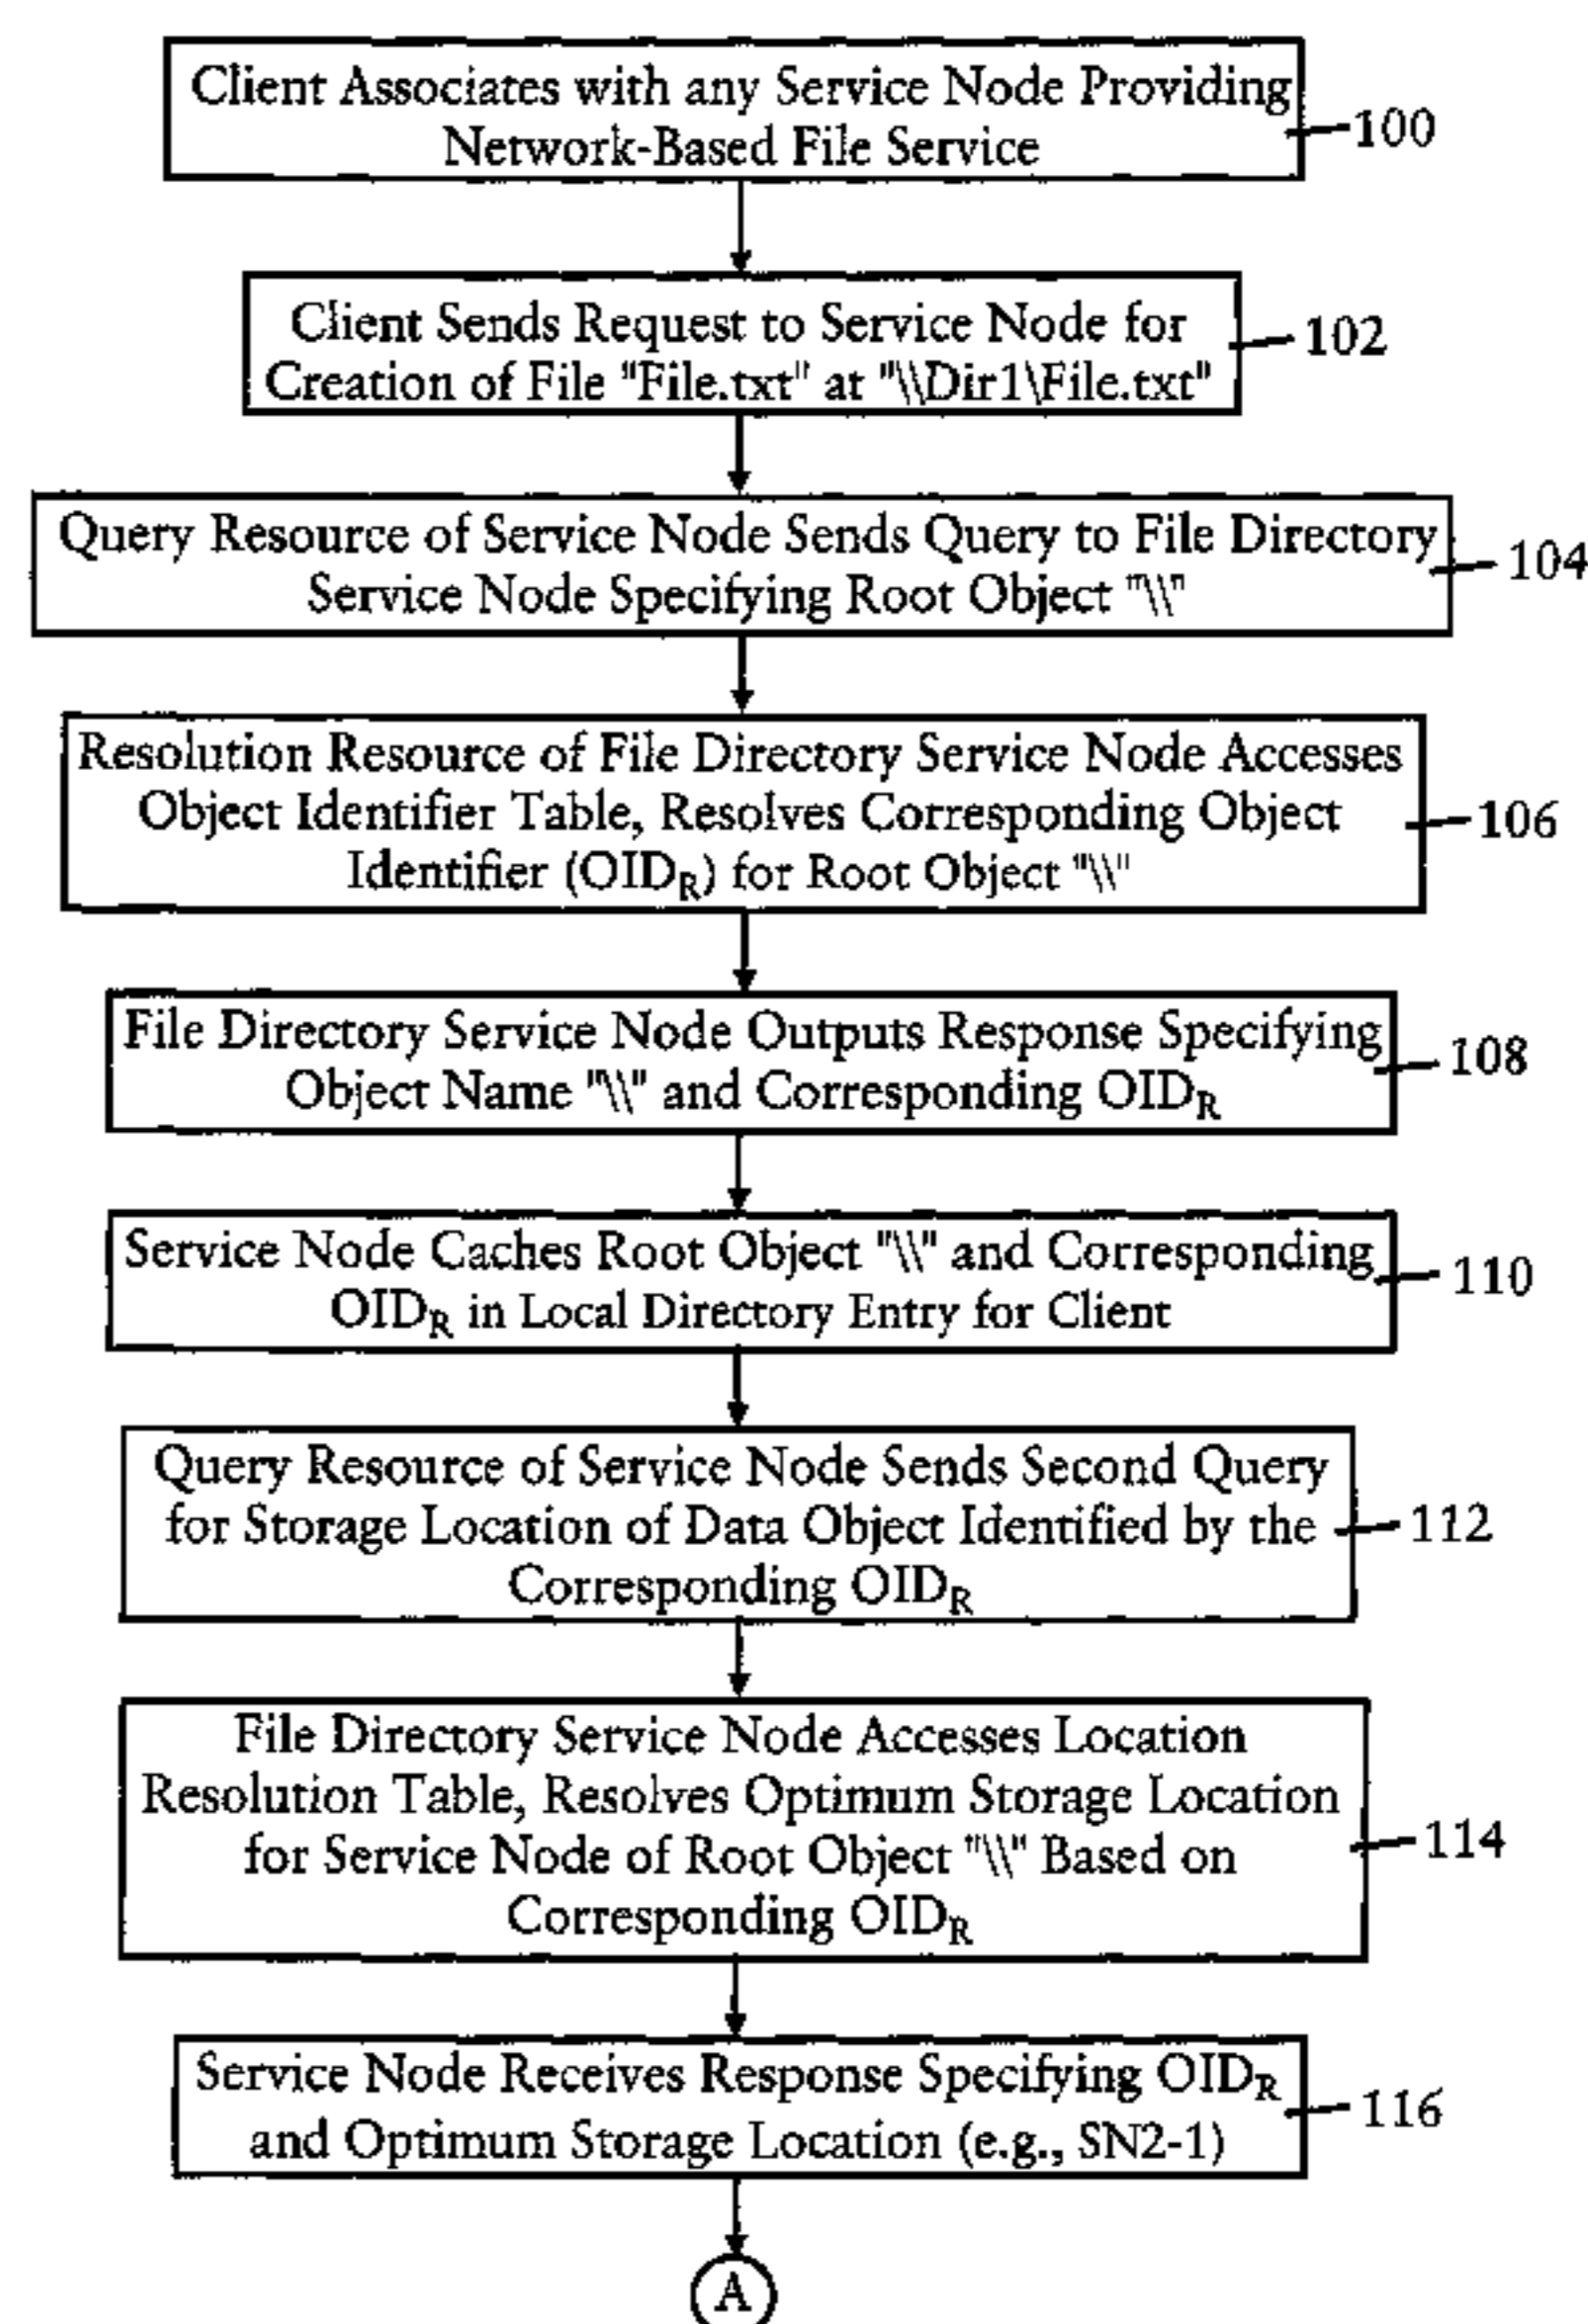 Client Associates with any Service Node Providing
Network-Based File Service
100
Client Sends Request to Service Node for
Creation of File "File.txt" at "\\Dir1\File.txt"
102
Query Resource of Service Node Sends Query to File Directory
Service Node Specifying Root Object "\\"
104
Resolution Resource of File Directory Service Node Accesses
Object Identifier Table, Resolves Corresponding Object
Identifier (OIDR) for Root Object "\\"
106
File Directory Service Node Outputs Response Specifying
Object Name "\\" and Corresponding OIDR
108
Service Node Caches Root Object "\\" and Corresponding
OIDR in Local Directory Entry for Client
110
Query Resource of Service Node Sends Second Query
for Storage Location of Data Object Identified by the
Corresponding OIDR
112
File Directory Service Node Accesses Location
Resolution Table, Resolves Optimum Storage Location
for Service Node of Root Object "\\" Based on
Corresponding OIDR
114
Service Node Receives Response Specifying OIDR
and Optimum Storage Location (e.g., SN2-1)
116
A